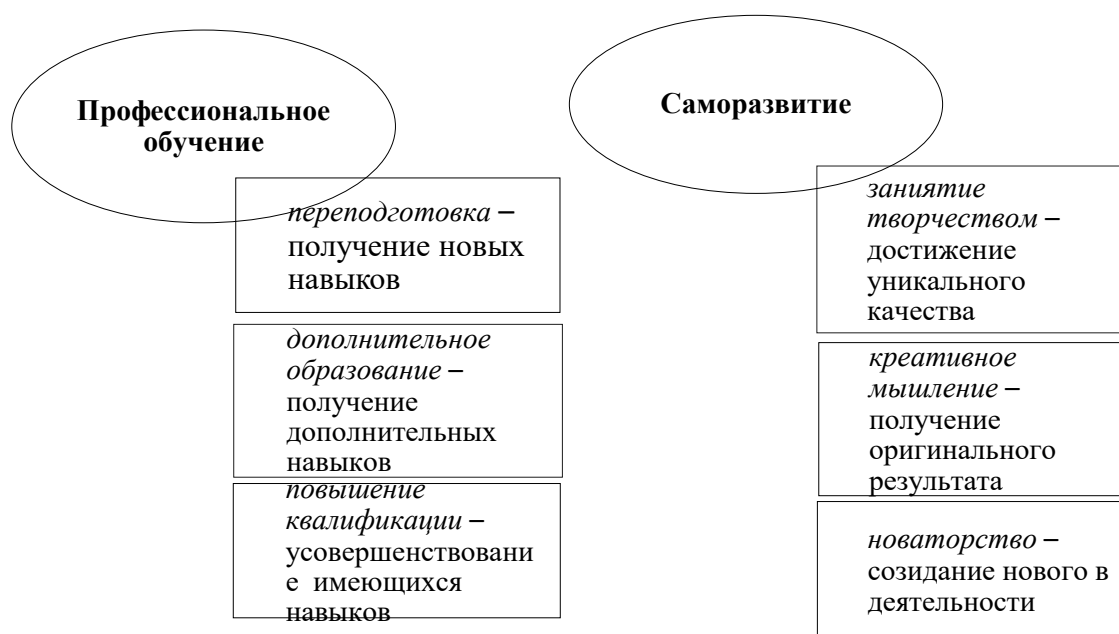 Профессиональное
обучение
переподготовка –
получение новых
навыков
дополнительное
образование –
получение
дополнительных
навыков
повышение
квалификации –
усовершенствовани
е имеющихся
навыков
Саморазвитие
заниятие
творчеством –
достижение
уникального
качества
креативное
мышление –
получение
оригинального
результата
новаторство –
созидание нового в
деятельности